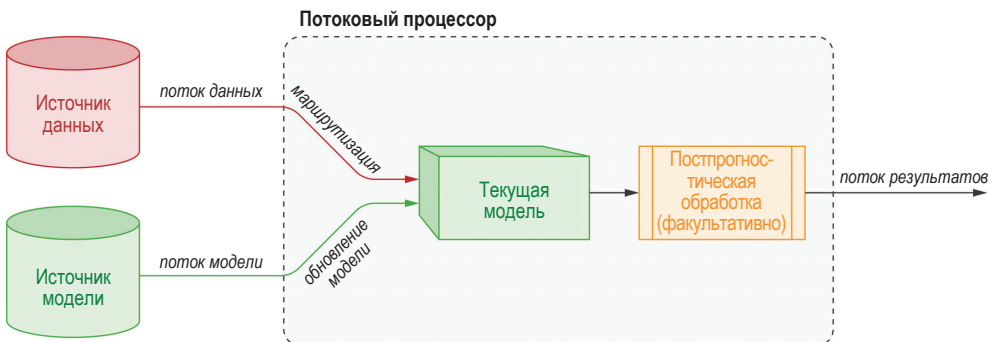 Потоковый процессор
Источник
данных
поток данных
маршрутизация
Текущая
модель
Постпрогнос-
тическая
обработка
(факультативно)
поток результатов
Источник
модели
поток модели
обновление
модели